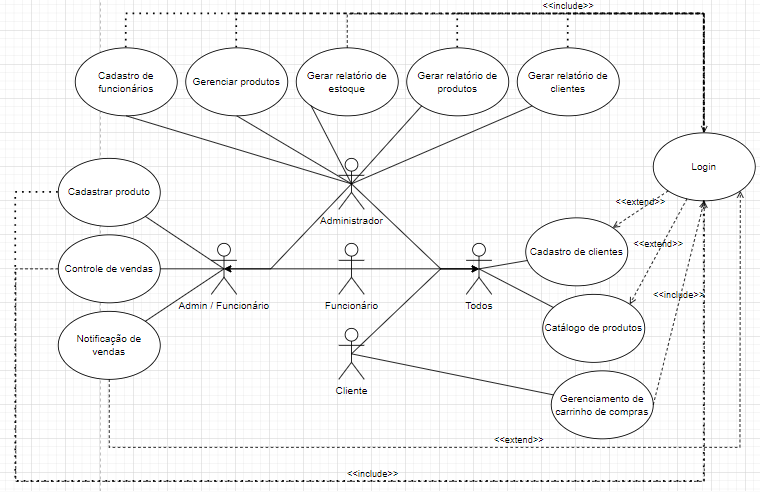 <<include>>
Cadastro de
funcionários
Gerenciar produtos
Gerar relatório de
estoque
Gerar relatório de
produtos
Gerar relatório de
clientes
Login
Cadastrar produto
Administrador
<<extend>>
Controle de vendas
Cadastro de clientes
<<extend>>
Admin / Funcionário
Funcionário
Todos
<<include>>
Catálogo de produtos
Notificação de
vendas
Cliente
Gerenciamento de
carrinho de compras
<<extend>>
<<include>>